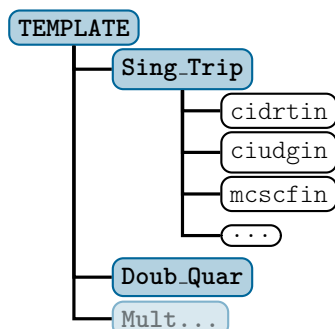 TEMPLATE
Sing_Trip
cidrtin
ciudgin
mcscfin
...
Doub_Quar
Mult...